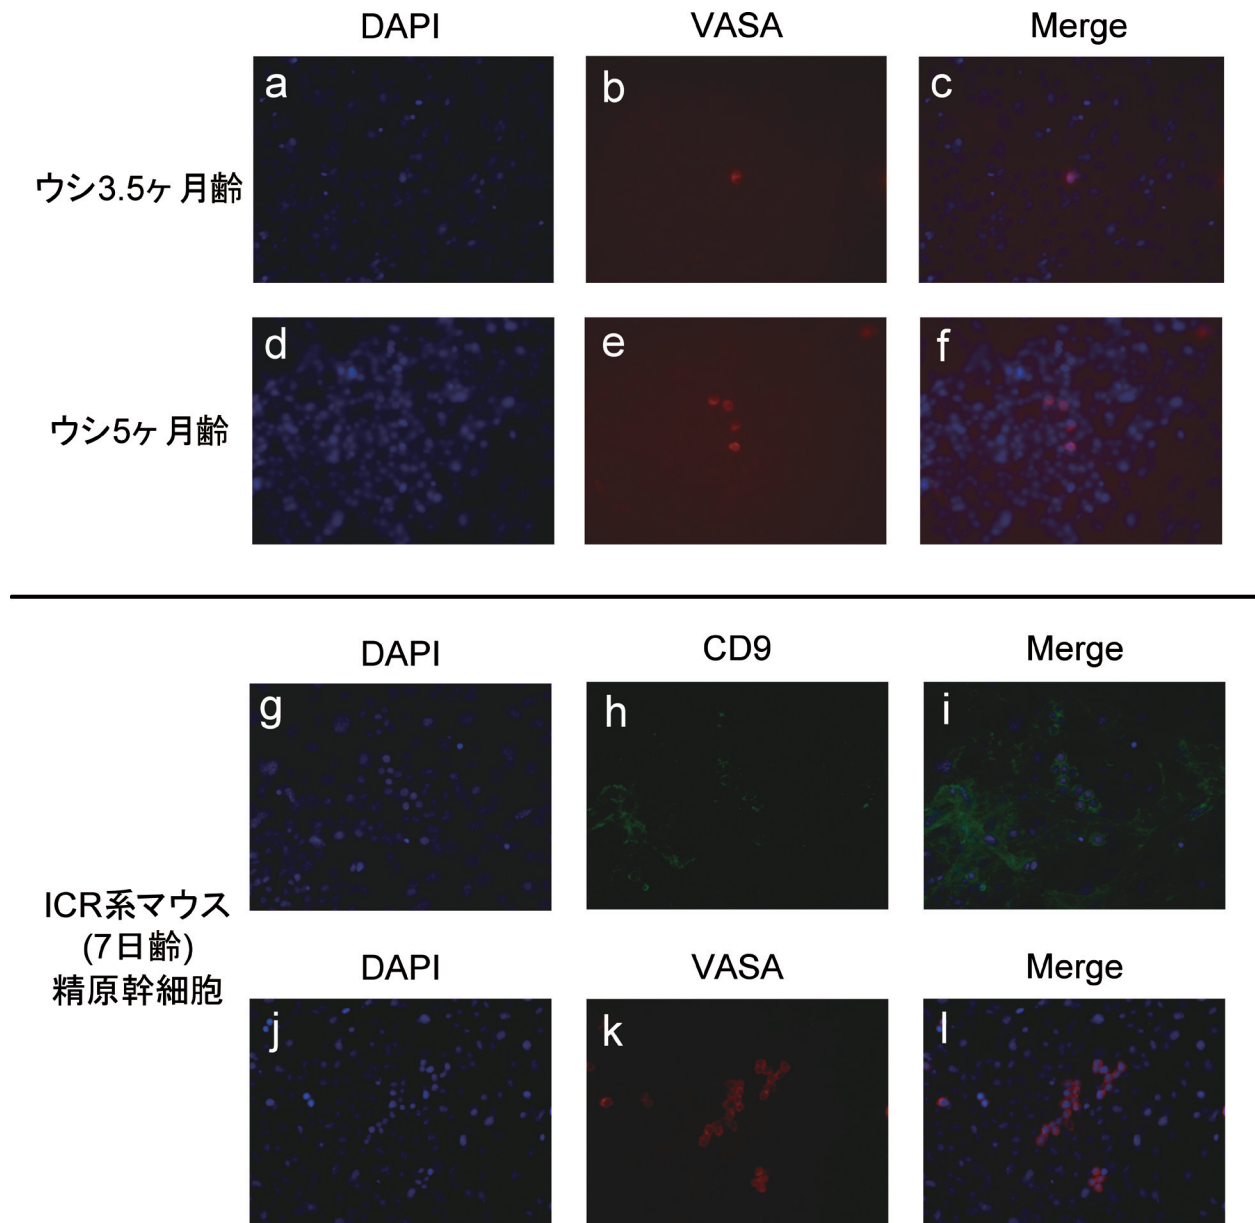 DAPI VASA Merge
a b c
ウシ3.5ヶ月齢
d e f
ウシ5ヶ月齢
DAPI CD9 Merge
g h i
ICR系マウス
(7日齢)
精原幹細胞
DAPI VASA Merge
j k l